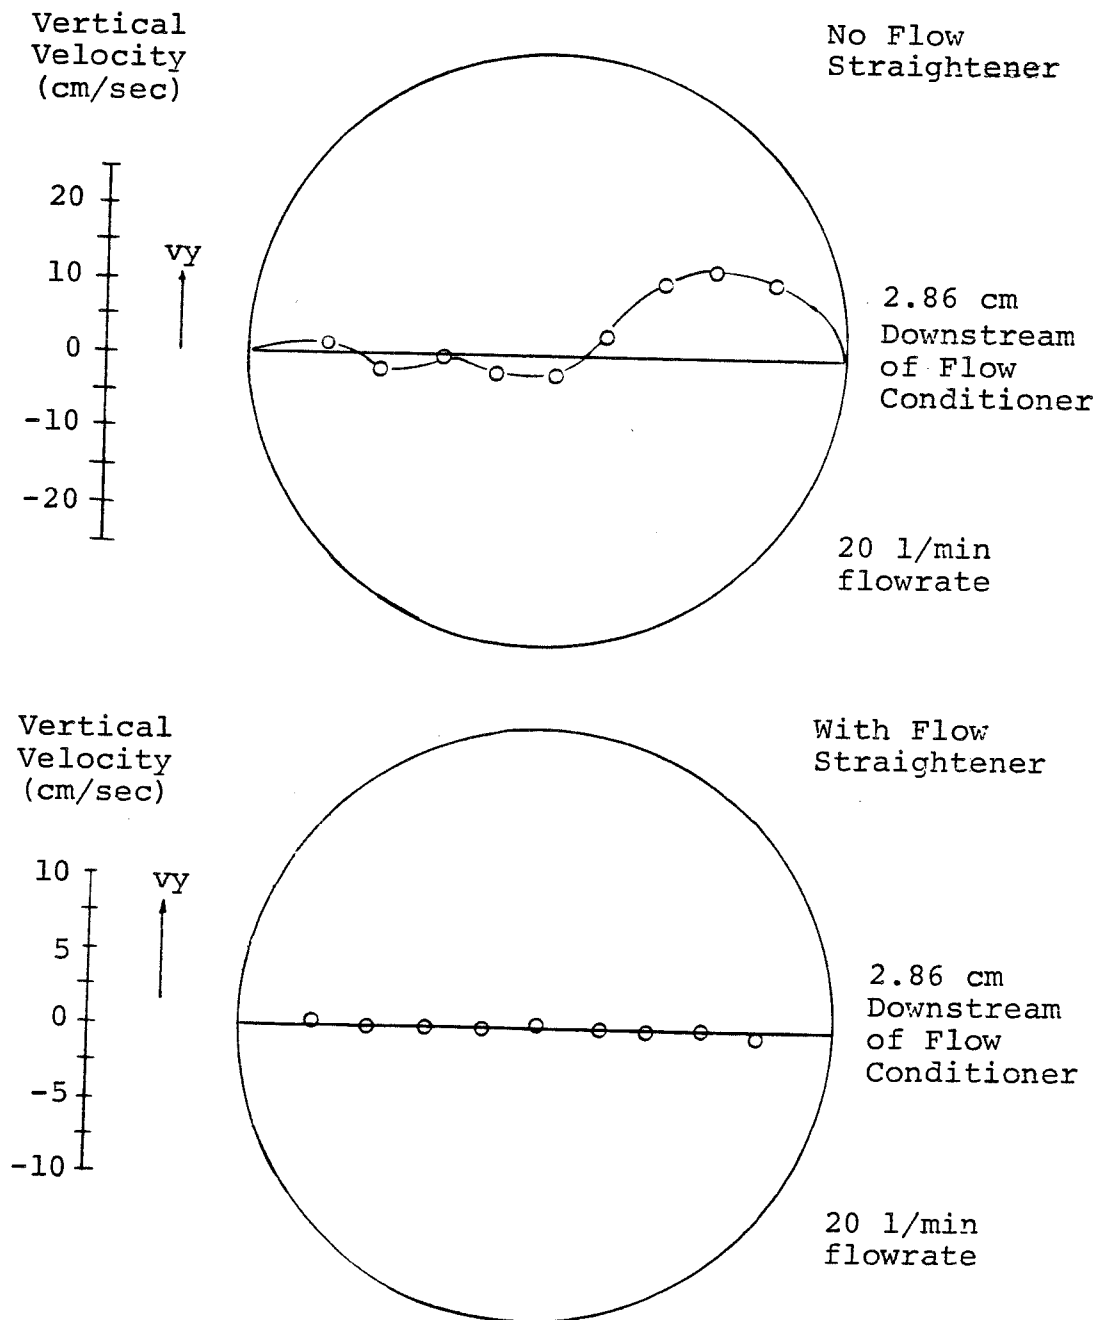 Vertical
Velocity
(cm/sec)
No Flow
Straightener
20
10
0
-10
-20
vy
2.86 cm
Downstream
of Flow
Conditioner
20 l/min
flowrate
Vertical
Velocity
(cm/sec)
With Flow
Straightener
10
5
0
-5
-10
vy
2.86 cm
Downstream
of Flow
Conditioner
20 l/min
flowrate